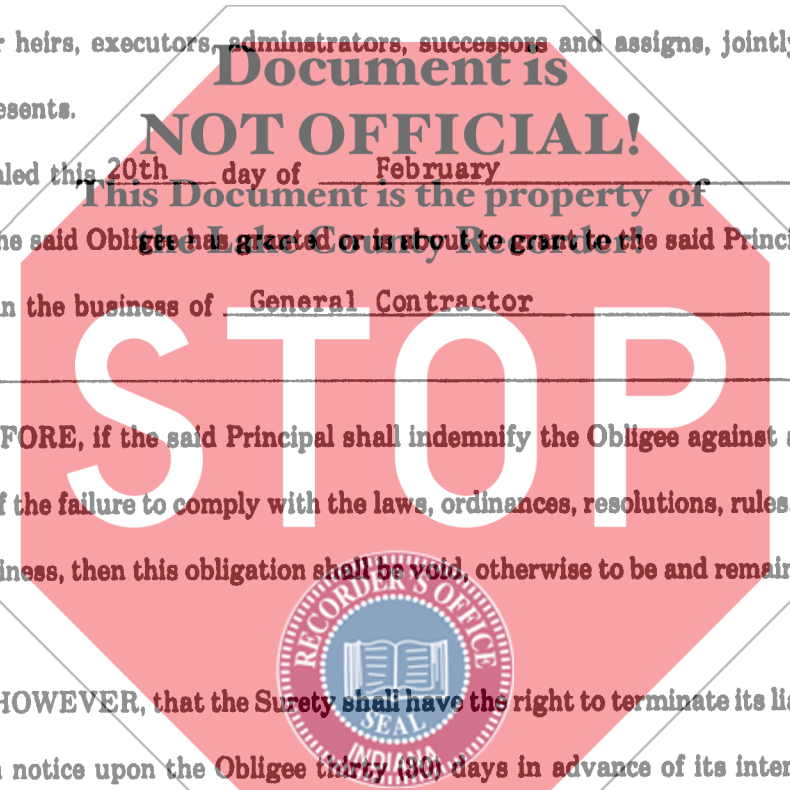 r heirs, executors, adminstrators, successors and assigns, jointly
Document is
esents.
NOT OFFICIAL!
aled this 20th day of February
This Document is the property of
he said Obligee has granted or is about to grant to the said Princi
the Lake County Recorder!
n the business of General Contractor
STOP
FORE, if the said Principal shall indemnify the Obligee against
f the failure to comply with the laws, ordinances, resolutions, rules
iness, then this obligation shall be void, otherwise to be and remain
RECORDER'S OFFICE
HOWEVER, that the Surety shall have the right to terminate its lia
SEAL
INDIANA
notice upon the Obligee thirty (30) days in advance of its inten